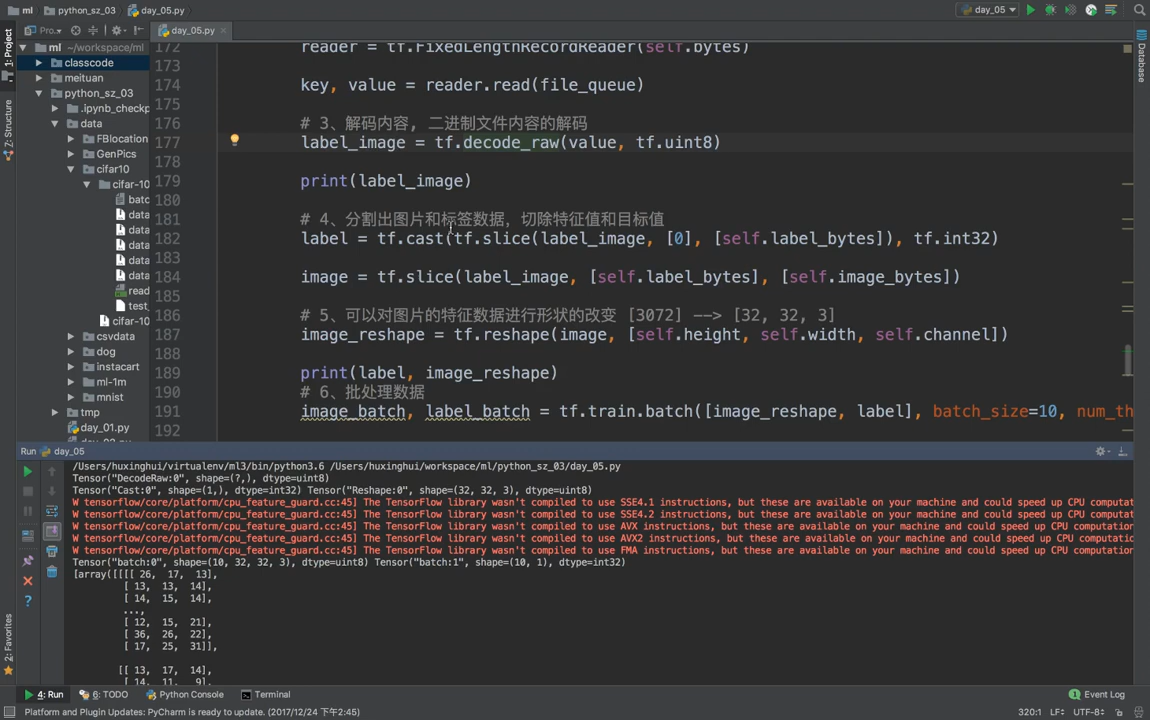 ml python_sz_03 day_05.py
day_05
Pro..
day_05.py
ml ~/workspace/ml
classcode
meituan
python_sz_03
.ipynb_checkp
data
FBlocation
GenPics
cifar10
cifar-10
batc
data
data
data
data
data
read
test_
cifar-10
csvdata
dog
instacart
ml-1m
mnist
tmp
day_01.py
1: Project
7: Structure
2: Favorites
Database
172 reader = tf.FixedLengthRecordReader(self.bytes)
173
174 key, value = reader.read(file_queue)
175
176 # 3、解码内容, 二进制文件内容的解码
177 label_image = tf.decode_raw(value, tf.uint8)
178
179 print(label_image)
180
181 # 4、分割出图片和标签数据，切除特征值和目标值
182 label = tf.cast(tf.slice(label_image, [0], [self.label_bytes]), tf.int32)
183
184 image = tf.slice(label_image, [self.label_bytes], [self.image_bytes])
185
186 # 5、可以对图片的特征数据进行形状的改变 [3072] --> [32, 32, 3]
187 image_reshape = tf.reshape(image, [self.height, self.width, self.channel])
188
189 print(label, image_reshape)
190 # 6、批处理数据
191 image_batch, label_batch = tf.train.batch([image_reshape, label], batch_size=10, num_th
192
Run day_05
/Users/huxinghui/virtualenv/ml3/bin/python3.6 /Users/huxinghui/workspace/ml/python_sz_03/day_05.py
Tensor("DecodeRaw:0", shape=(?,), dtype=uint8)
Tensor("Cast:0", shape=(1,), dtype=int32) Tensor("Reshape:0", shape=(32, 32, 3), dtype=uint8)
W tensorflow/core/platform/cpu_feature_guard.cc:45] The TensorFlow library wasn't compiled to use SSE4.1 instructions, but these are available on your machine and could speed up CPU computat
W tensorflow/core/platform/cpu_feature_guard.cc:45] The TensorFlow library wasn't compiled to use SSE4.2 instructions, but these are available on your machine and could speed up CPU computat
W tensorflow/core/platform/cpu_feature_guard.cc:45] The TensorFlow library wasn't compiled to use AVX instructions, but these are available on your machine and could speed up CPU computation
W tensorflow/core/platform/cpu_feature_guard.cc:45] The TensorFlow library wasn't compiled to use AVX2 instructions, but these are available on your machine and could speed up CPU computatio
W tensorflow/core/platform/cpu_feature_guard.cc:45] The TensorFlow library wasn't compiled to use FMA instructions, but these are available on your machine and could speed up CPU computation
Tensor("batch:0", shape=(10, 32, 32, 3), dtype=uint8) Tensor("batch:1", shape=(10, 1), dtype=int32)
[array([[[[ 26, 17, 13],
[ 13, 13, 14],
[ 14, 15, 14],
...,
[ 12, 15, 21],
[ 36, 26, 22],
[ 17, 25, 31]],
[[ 13, 17, 14],
[ 14, 11, 9],
4: Run 6: TODO Python Console Terminal Event Log
Platform and Plugin Updates: PyCharm is ready to update. (2017/12/24 下午2:45) 320:1 LF÷ UTF-8÷